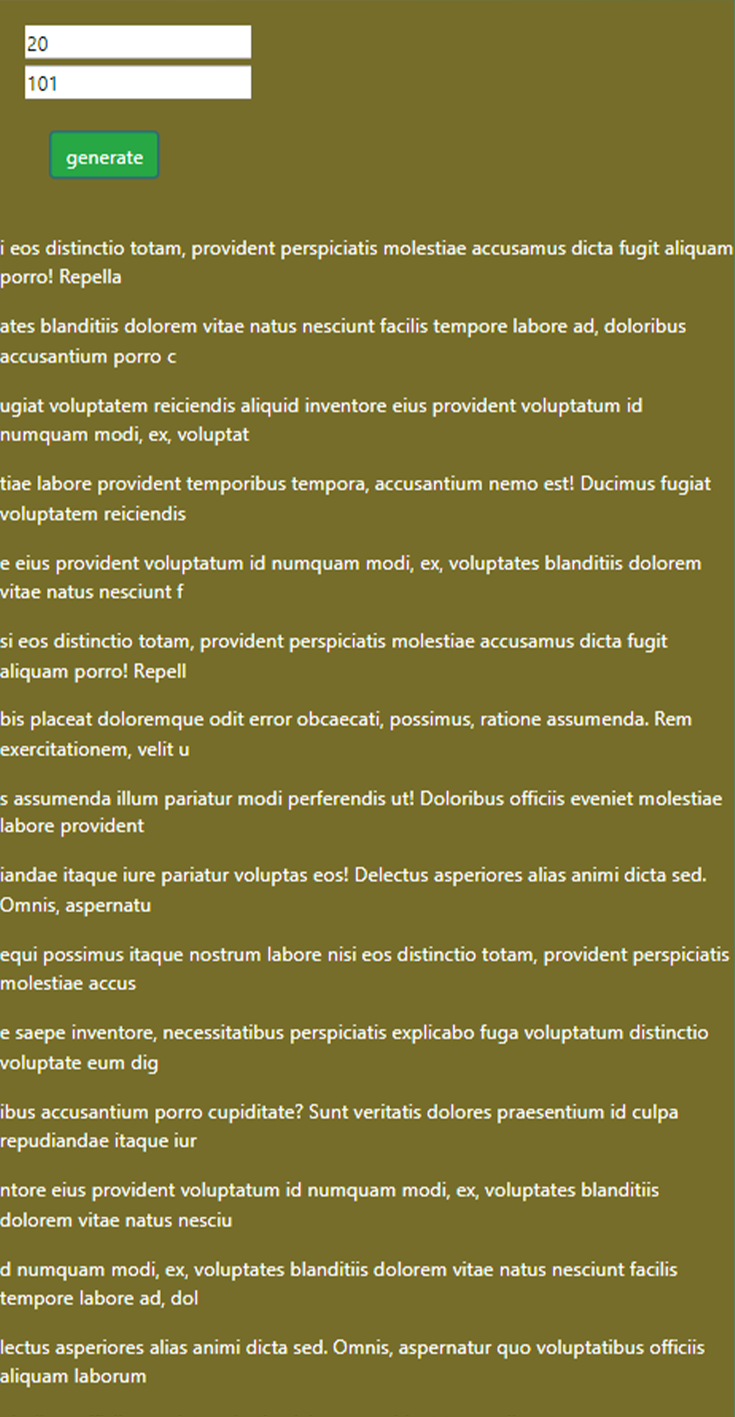 20
101
generate
i eos distinctio totam, provident perspiciatis molestiae accusamus dicta fugit aliquam
porro! Repella
ates blanditiis dolorem vitae natus nesciunt facilis tempore labore ad, doloribus
accusantium porro c
ugiat voluptatem reiciendis aliquid inventore eius provident voluptatum id
numquam modi, ex, voluptat
tiae labore provident temporibus tempora, accusantium nemo est! Ducimus fugiat
voluptatem reiciendis
e eius provident voluptatum id numquam modi, ex, voluptates blanditiis dolorem
vitae natus nesciunt f
si eos distinctio totam, provident perspiciatis molestiae accusamus dicta fugit
aliquam porro! Repell
bis placeat doloremque odit error obcaecati, possimus, ratione assumenda. Rem
exercitationem, velit u
s assumenda illum pariatur modi perferendis ut! Doloribus officiis eveniet molestiae
labore provident
iandae itaque iure pariatur voluptas eos! Delectus asperiores alias animi dicta sed.
Omnis, aspernatu
equi possimus itaque nostrum labore nisi eos distinctio totam, provident perspiciatis
molestiae accus
e saepe inventore, necessitatibus perspiciatis explicabo fuga voluptatum distinctio
voluptate eum dig
ibus accusantium porro cupiditate? Sunt veritatis dolores praesentium id culpa
repudiandae itaque iur
ntore eius provident voluptatum id numquam modi, ex, voluptates blanditiis
dolorem vitae natus nesciu
d numquam modi, ex, voluptates blanditiis dolorem vitae natus nesciunt facilis
tempore labore ad, dol
lectus asperiores alias animi dicta sed. Omnis, aspernatur quo voluptatibus officiis
aliquam laborum